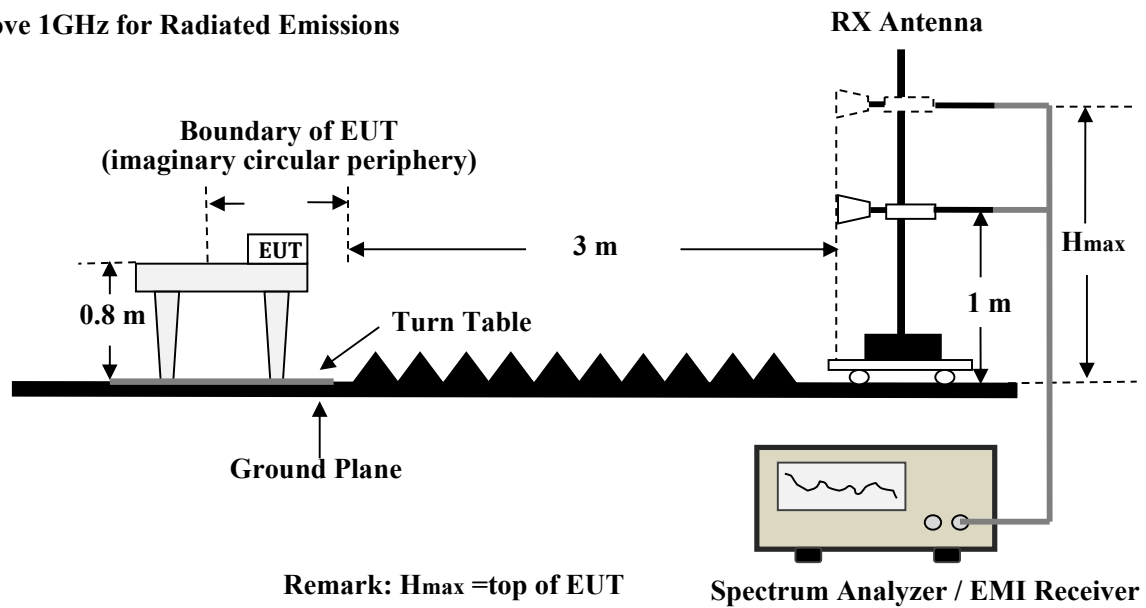 ove 1GHz for Radiated Emissions
RX Antenna
Boundary of EUT
(imaginary circular periphery)
3 m
Hmax
EUT
0.8 m
1 m
Turn Table
Ground Plane
Remark: Hmax =top of EUT
Spectrum Analyzer / EMI Receiver